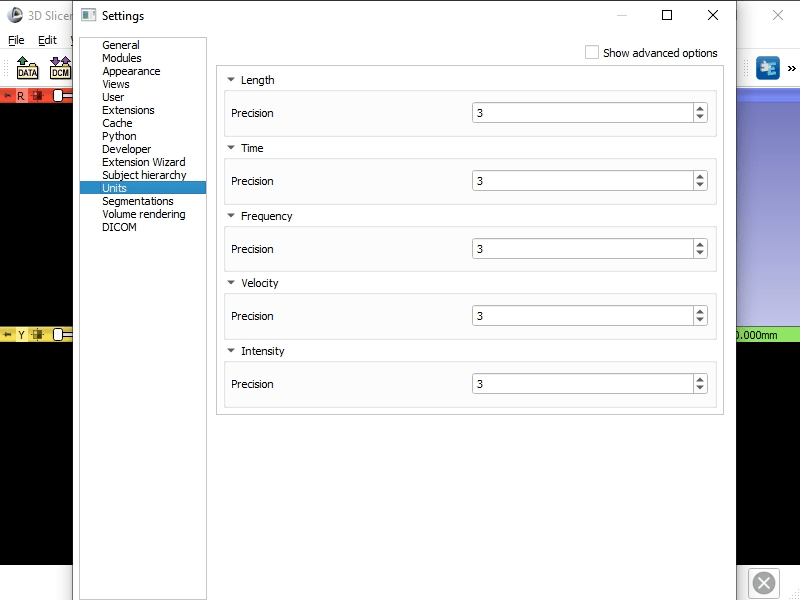 3D Slicer
Settings
File Edit
DATA DCM
»
R
Y
0.000mm
General
Modules
Appearance
Views
User
Extensions
Cache
Python
Developer
Extension Wizard
Subject hierarchy
Units
Segmentations
Volume rendering
DICOM
Show advanced options
Length
Precision 3
Time
Precision 3
Frequency
Precision 3
Velocity
Precision 3
Intensity
Precision 3